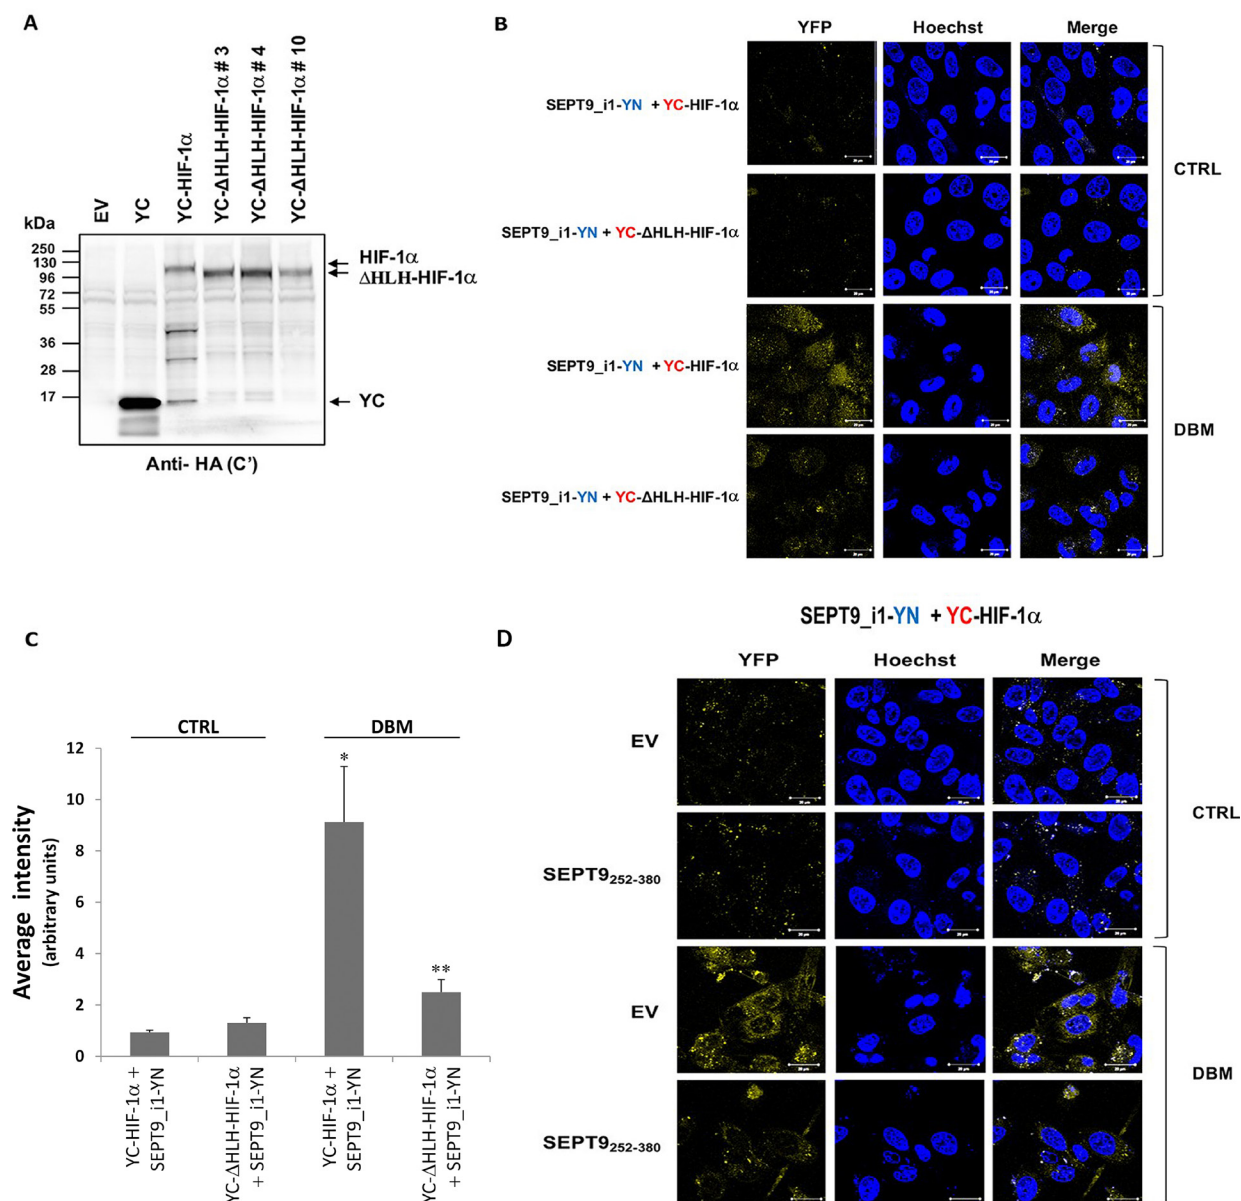 A
EV
YC
YC-HIF-1α
YC-ΔHLH-HIF-1α # 3
YC-ΔHLH-HIF-1α # 4
YC-ΔHLH-HIF-1α # 10
kDa
250
130
96
72
55
36
28
17
HIF-1α
ΔHLH-HIF-1α
YC
Anti- HA (C')
B
YFP
Hoechst
Merge
SEPT9_i1-YN + YC-HIF-1α
SEPT9_i1-YN + YC-ΔHLH-HIF-1α
CTRL
SEPT9_i1-YN + YC-HIF-1α
SEPT9_i1-YN + YC-ΔHLH-HIF-1α
DBM
C
CTRL
DBM
Average intensity
(arbitrary units)
12
10
8
6
4
2
0
*
**
YC-HIF-1α +
SEPT9_i1-YN
YC-ΔHLH-HIF-1α
+ SEPT9_i1-YN
YC-HIF-1α +
SEPT9_i1-YN
YC-ΔHLH-HIF-1α
+ SEPT9_i1-YN
D
SEPT9_i1-YN + YC-HIF-1α
YFP
Hoechst
Merge
EV
SEPT9252-380
CTRL
EV
SEPT9252-380
DBM